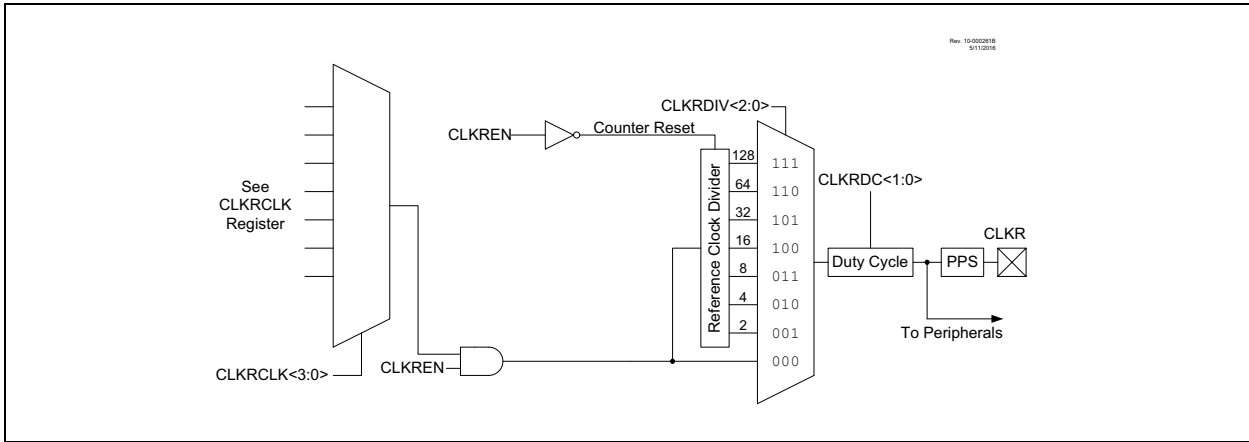 Rev. 10-000261B
5/11/2016
CLKRDIV<2:0>
CLKREN
Counter Reset
See
CLKRCLK
Register
Reference Clock Divider
128
111
64
110
32
101
16
100
8
011
4
010
2
001
000
CLKRDC<1:0>
Duty Cycle
PPS
CLKR
To Peripherals
CLKREN
CLKRCLK<3:0>